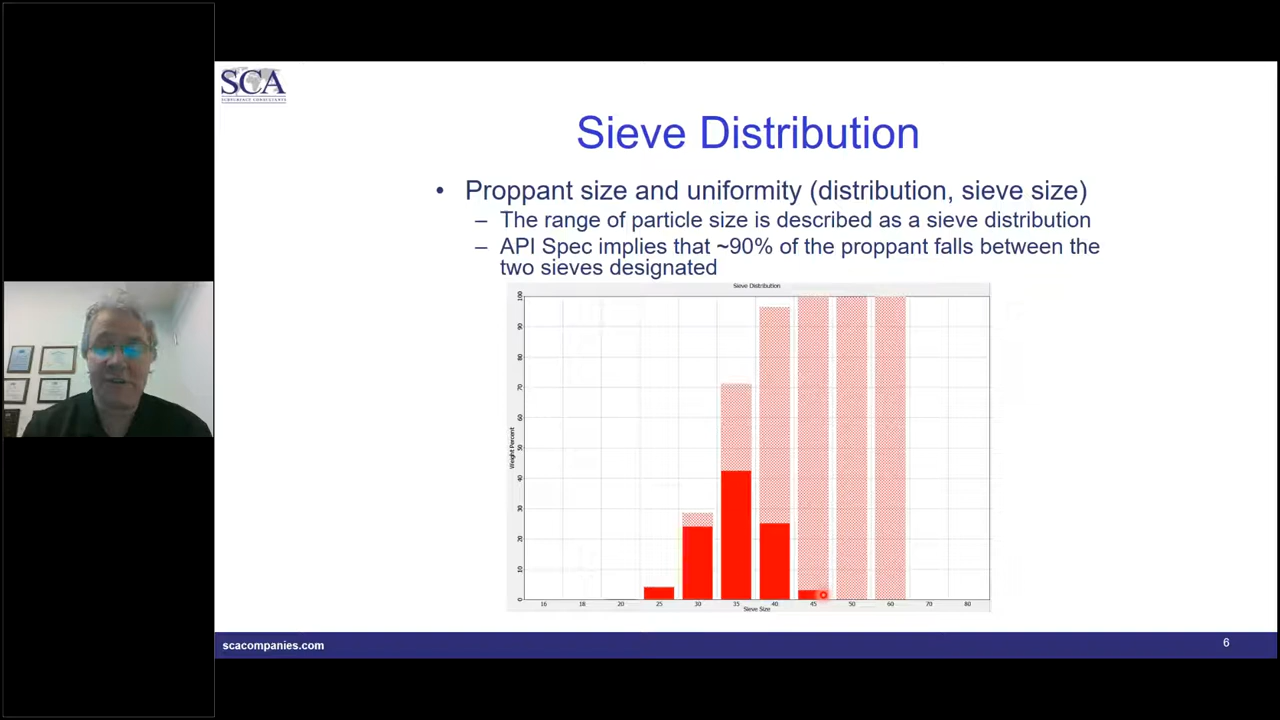 SCA
SUBSURFACE CONSULTANTS
Sieve Distribution
• Proppant size and uniformity (distribution, sieve size)
– The range of particle size is described as a sieve distribution
– API Spec implies that ~90% of the proppant falls between the
two sieves designated
Sieve Distribution
100
90
80
70
60
50
40
30
20
10
0
Weight Percent
16 18 20 25 30 35 40 45 50 60 70 80
Sieve Size
scacompanies.com
6